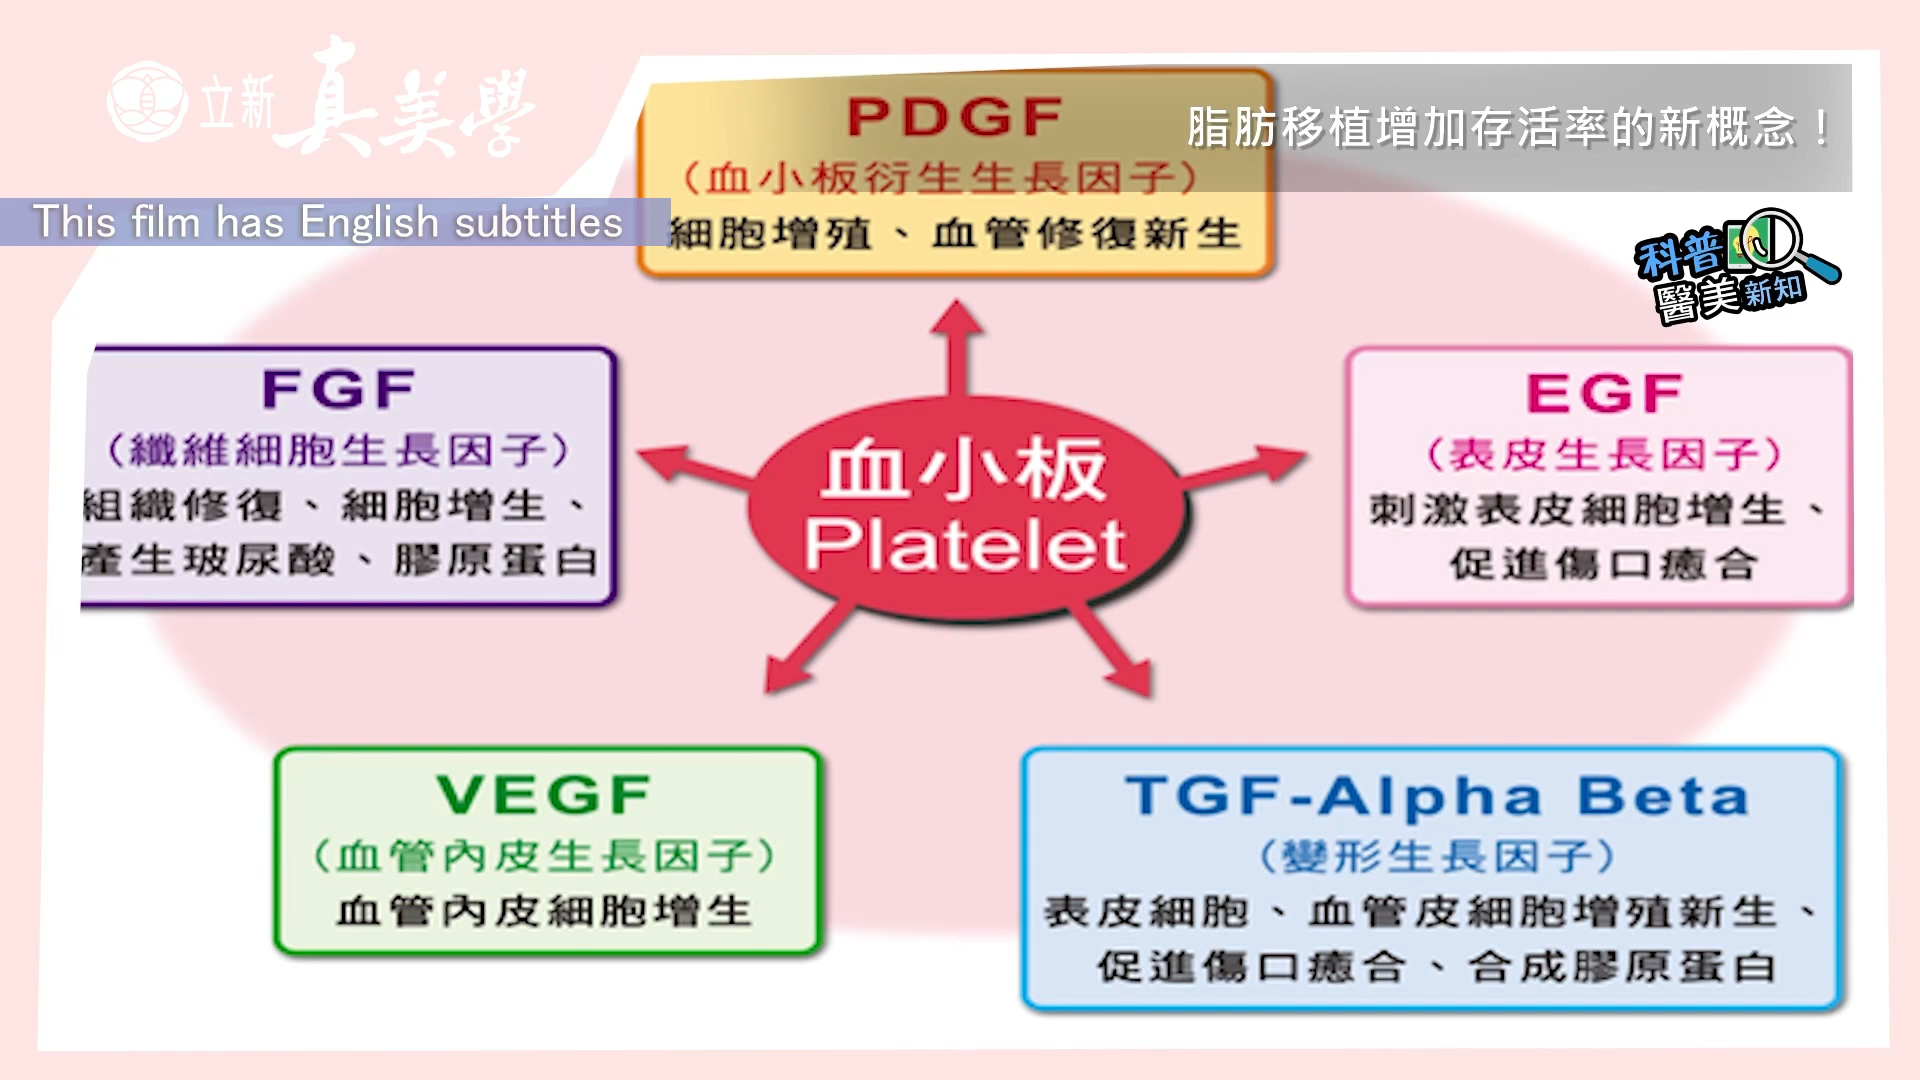 立新 真美學
脂肪移植增加存活率的新概念！
This film has English subtitles
科普
醫美新知
PDGF
（血小板衍生生長因子）
細胞增殖、血管修復新生
FGF
（纖維細胞生長因子）
組織修復、細胞增生、
產生玻尿酸、膠原蛋白
血小板
Platelet
EGF
（表皮生長因子）
刺激表皮細胞增生、
促進傷口癒合
VEGF
（血管內皮生長因子）
血管內皮細胞增生
TGF-Alpha Beta
（變形生長因子）
表皮細胞、血管皮細胞增殖新生、
促進傷口癒合、合成膠原蛋白